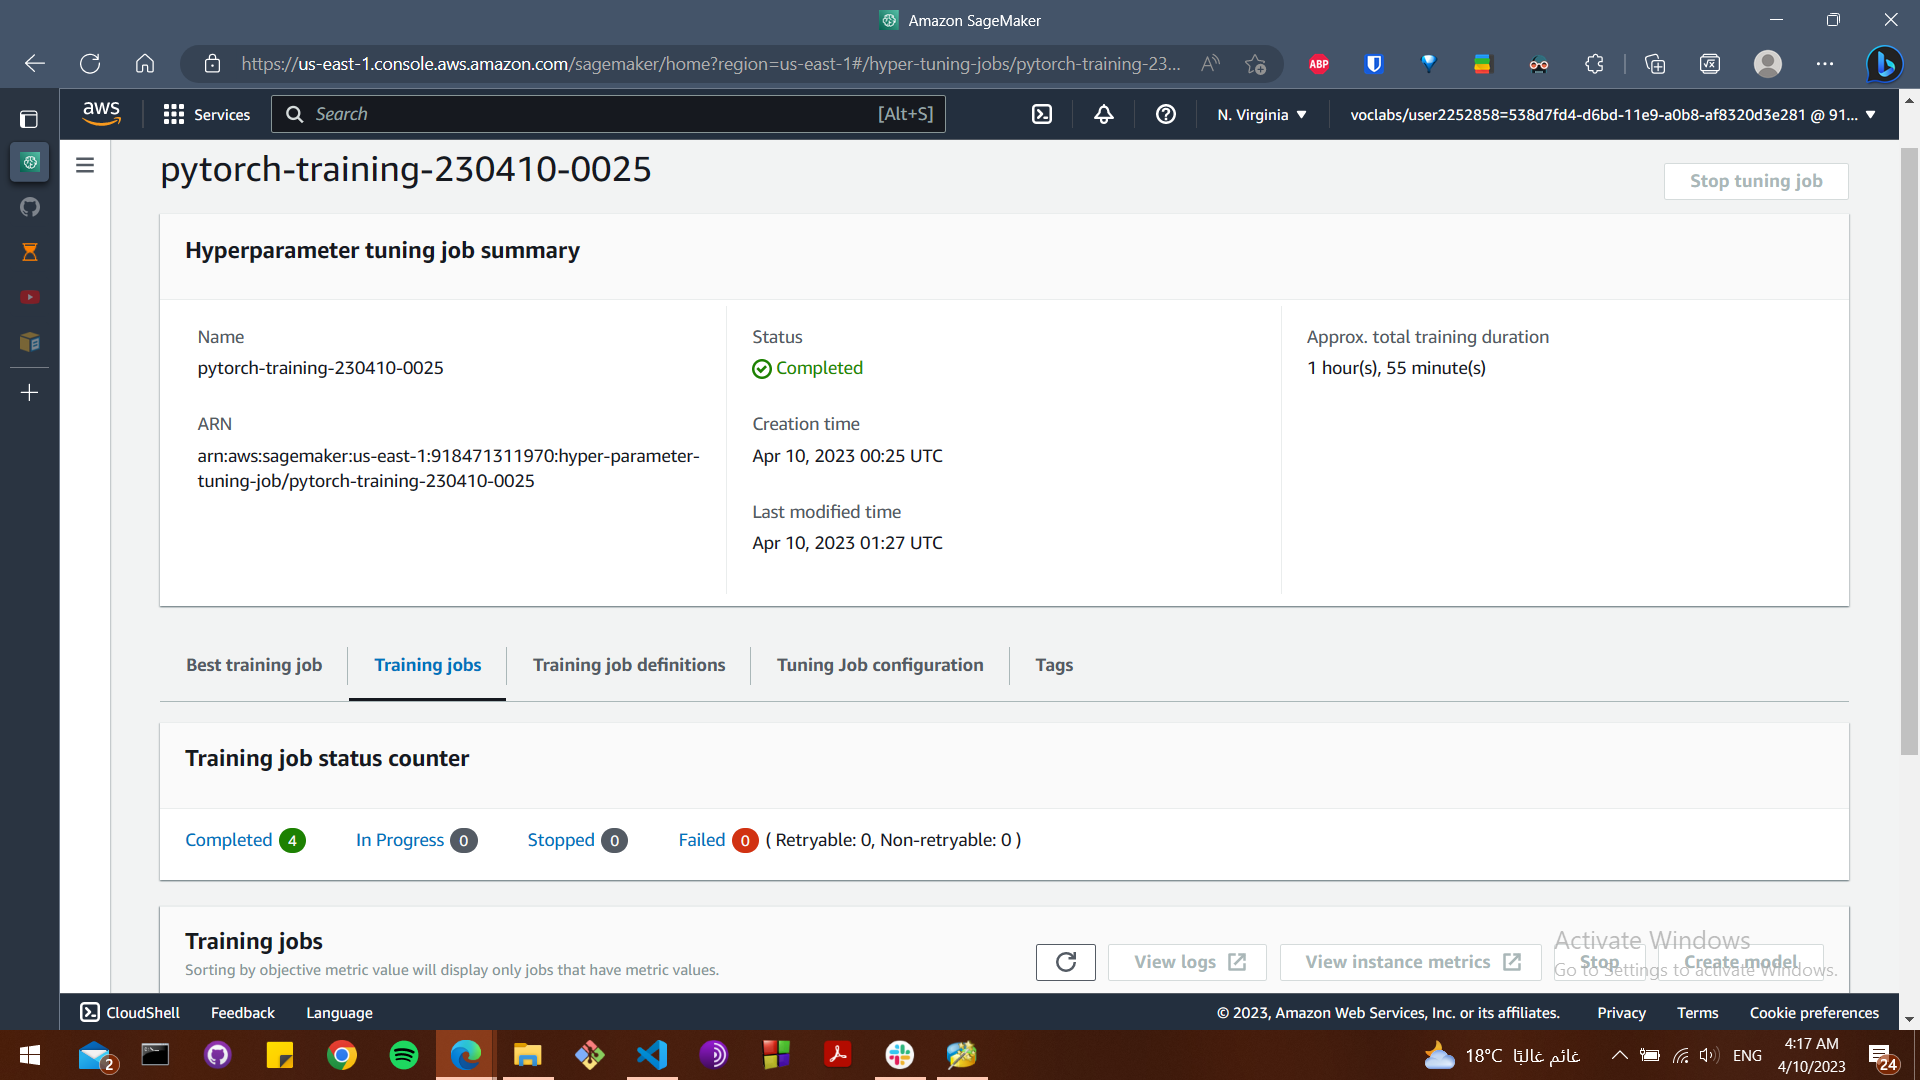 Amazon SageMaker
https://us-east-1.console.aws.amazon.com/sagemaker/home?region=us-east-1#/hyper-tuning-jobs/pytorch-training-23...
ABP
aws
Services
Search
[Alt+S]
N. Virginia
voclabs/user2252858=538d7fd4-d6bd-11e9-a0b8-af8320d3e281 @ 91...
pytorch-training-230410-0025
Stop tuning job
Hyperparameter tuning job summary
Name
pytorch-training-230410-0025
ARN
arn:aws:sagemaker:us-east-1:918471311970:hyper-parameter-
tuning-job/pytorch-training-230410-0025
Status
Completed
Creation time
Apr 10, 2023 00:25 UTC
Last modified time
Apr 10, 2023 01:27 UTC
Approx. total training duration
1 hour(s), 55 minute(s)
Best training job
Training jobs
Training job definitions
Tuning Job configuration
Tags
Training job status counter
Completed 4
In Progress 0
Stopped 0
Failed 0 ( Retryable: 0, Non-retryable: 0 )
Training jobs
Sorting by objective metric value will display only jobs that have metric values.
View logs
View instance metrics
Stop
Create model
Activate Windows
Go to Settings to activate Windows.
CloudShell
Feedback
Language
© 2023, Amazon Web Services, Inc. or its affiliates.
Privacy
Terms
Cookie preferences
2
18°C غائم غالبًا
ENG
4:17 AM
4/10/2023
24